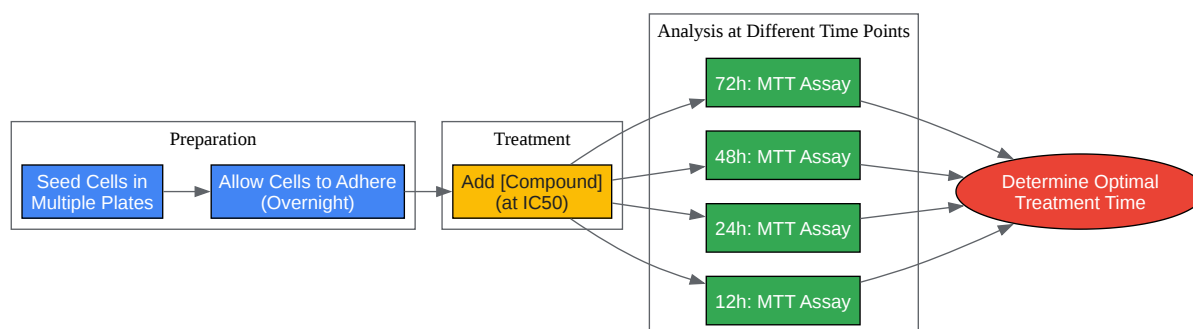 Preparation
Seed Cells in
Multiple Plates
Allow Cells to Adhere
(Overnight)
Treatment
Add [Compound]
(at IC50)
Analysis at Different Time Points
72h: MTT Assay
48h: MTT Assay
24h: MTT Assay
12h: MTT Assay
Determine Optimal
Treatment Time